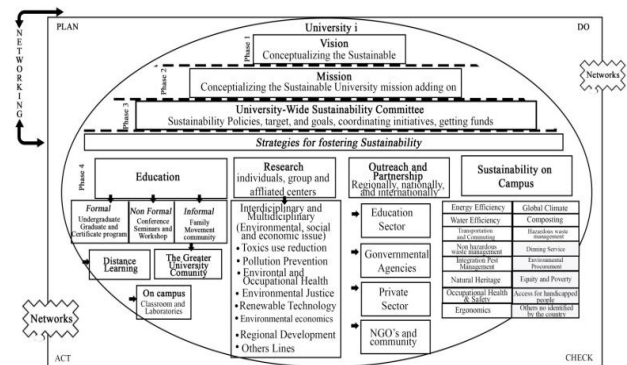 PLAN
DO
NETWORKING
University i
Phase 1
Vision
Conceptualizing the Sustainable
Phase 2
Mission
Conceptializing the Sustainable University mission adding on
Phase 3
University-Wide Sustainability Committee
Sustainability Policies, target, and goals, coordinating initiatives, getting funds
Networks
Strategies for fostering Sustainability
Phase 4
Education
Formal
Undergraduate
Graduate and
Certificate program
Non Formal
Conference
Seminars and
Workshop
Informal
Family
Movement
community
Distance
Learning
The Greater
University
Comunity
On campus
Classroom and
Laboratories
Research
individuals, group and
affliated centers
Interdiciplinary and
Multidiciplinary
(Environmental, social
and economic issue)
Toxics use reduction
Pollution Prevention
Environtal and
Occupational Health
Environmental Justice
Renewable Technology
Environmental economics
Regional Development
Others Lines
Outreach and
Partnership
Regionally, nationally,
and internationally
Education
Sector
Governmental
Agencies
Private
Sector
NGO's and
community
Sustainability on
Campus
Energy Efficiency
Water Efficiency
Transportation
and Commuting
Non hazardous
waste management
Integration Pest
Management
Natural Heritage
Occupational Health
& Safety
Ergonomics
Global Climate
Composting
Hazardous waste
management
Dinning Service
Environmental
Procurement
Equity and Poverty
Access for handicapped
people
Others no identified
by the country
Networks
ACT
CHECK